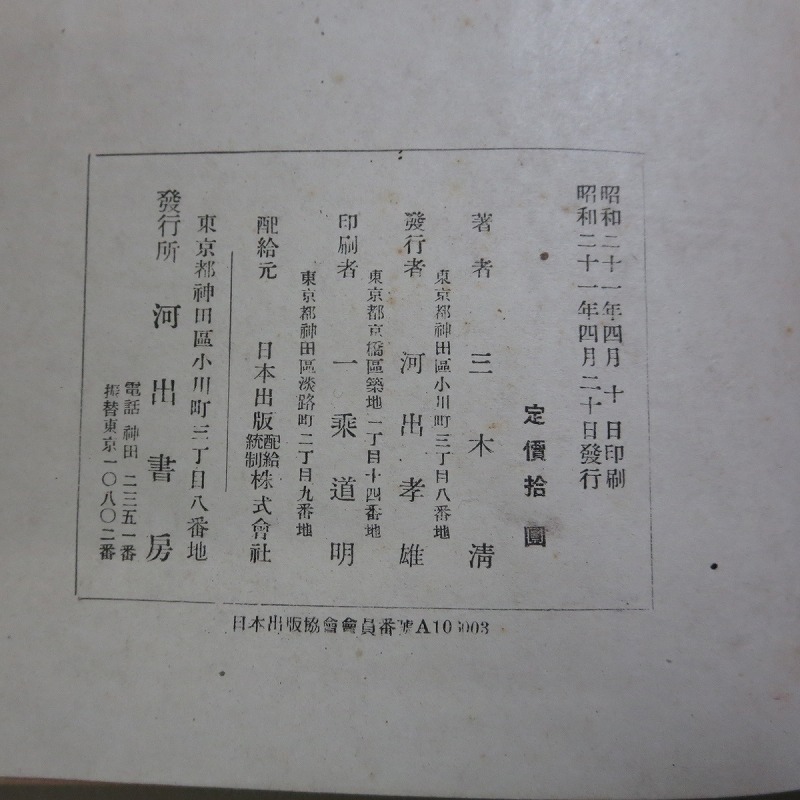 昭和二十一年四月 十 日印刷
昭和二十一年四月二十日發行
定價拾圓
著者 三木清
東京都神田區小川町三丁目八番地
發行者 河出孝雄
東京都京橋區築地一丁目十四番地
印刷者 一乘道明
東京都神田區淡路町二丁目九番地
配給元 日本出版配給統制株式會社
東京都神田區小川町三丁目八番地
發行所 河出書房
電話 神田 二三五一番
振替東京一〇八〇二番
日本出版協會會員番號